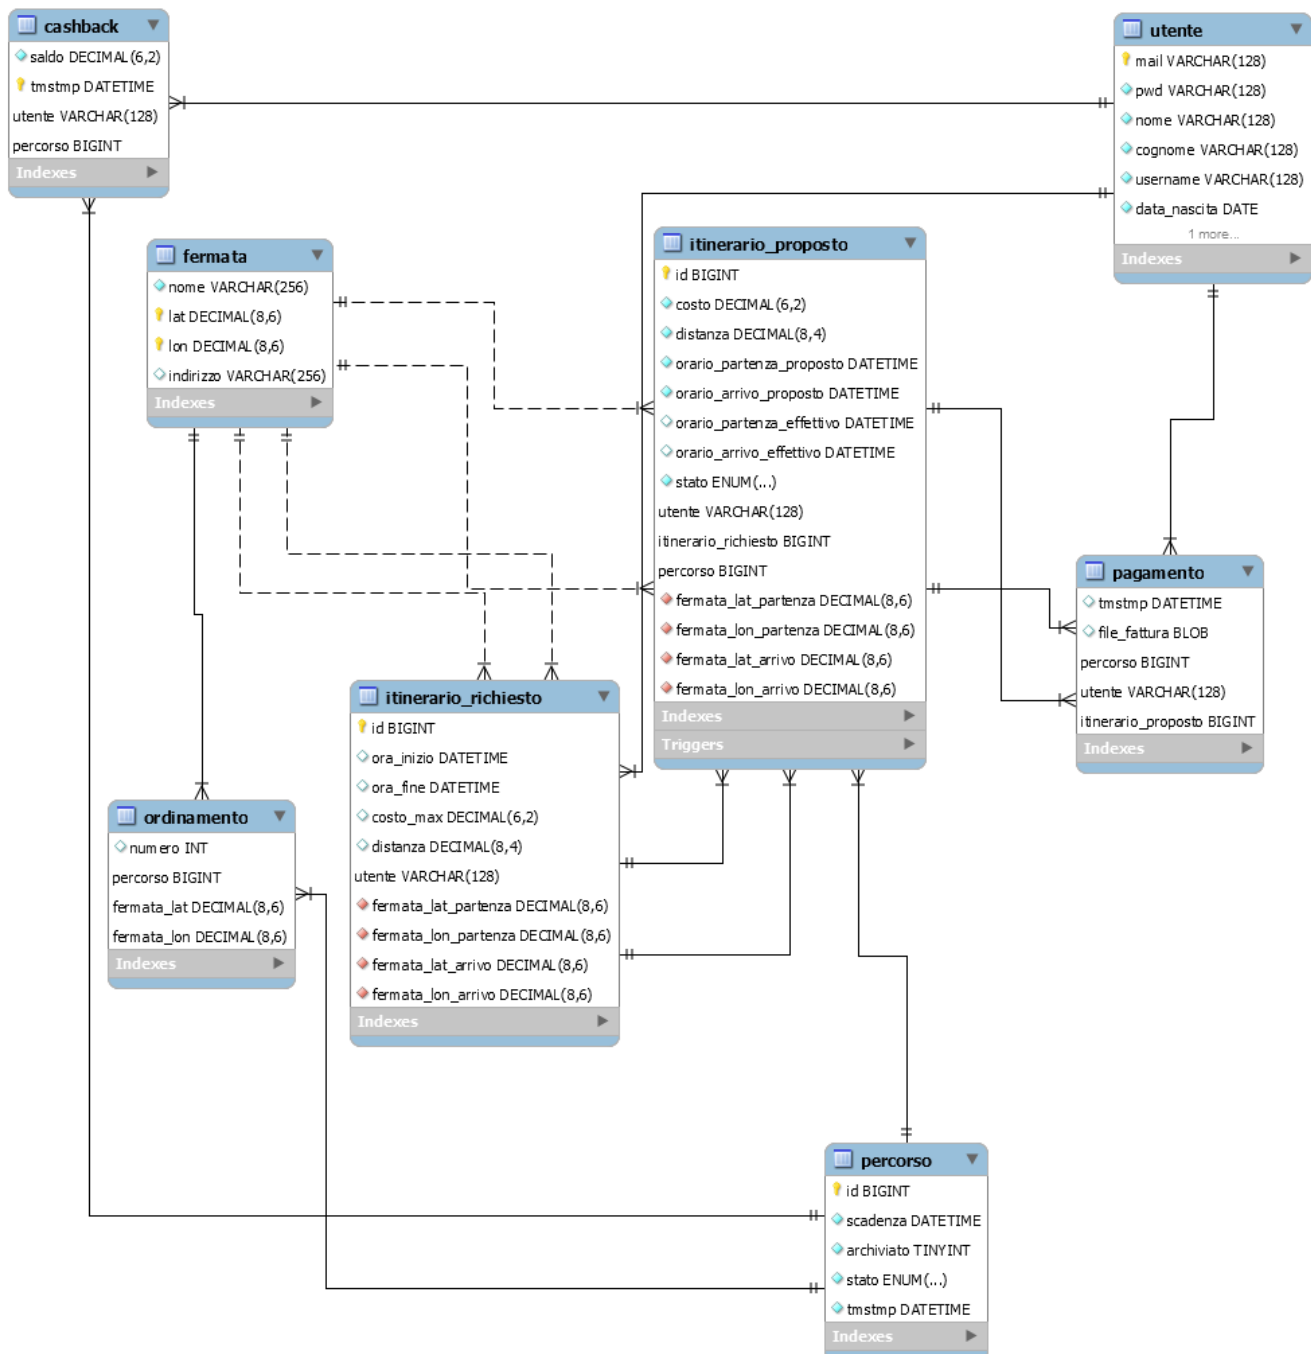 cashback
saldo DECIMAL(6,2)
tmstmp DATETIME
utente VARCHAR(128)
percorso BIGINT
Indexes
utente
mail VARCHAR(128)
pwd VARCHAR(128)
nome VARCHAR(128)
cognome VARCHAR(128)
username VARCHAR(128)
data_nascita DATE
1 more...
Indexes
fermata
nome VARCHAR(256)
lat DECIMAL(8,6)
lon DECIMAL(8,6)
indirizzo VARCHAR(256)
Indexes
itinerario_proposto
id BIGINT
costo DECIMAL(6,2)
distanza DECIMAL(8,4)
orario_partenza_proposto DATETIME
orario_arrivo_proposto DATETIME
orario_partenza_effettivo DATETIME
orario_arrivo_effettivo DATETIME
stato ENUM(...)
utente VARCHAR(128)
itinerario_richiesto BIGINT
percorso BIGINT
fermata_lat_partenza DECIMAL(8,6)
fermata_lon_partenza DECIMAL(8,6)
fermata_lat_arrivo DECIMAL(8,6)
fermata_lon_arrivo DECIMAL(8,6)
Indexes
Triggers
pagamento
tmstmp DATETIME
file_fattura BLOB
percorso BIGINT
utente VARCHAR(128)
itinerario_proposto BIGINT
Indexes
itinerario_richiesto
id BIGINT
ora_inizio DATETIME
ora_fine DATETIME
costo_max DECIMAL(6,2)
distanza DECIMAL(8,4)
utente VARCHAR(128)
fermata_lat_partenza DECIMAL(8,6)
fermata_lon_partenza DECIMAL(8,6)
fermata_lat_arrivo DECIMAL(8,6)
fermata_lon_arrivo DECIMAL(8,6)
Indexes
ordinamento
numero INT
percorso BIGINT
fermata_lat DECIMAL(8,6)
fermata_lon DECIMAL(8,6)
Indexes
percorso
id BIGINT
scadenza DATETIME
archiviato TINYINT
stato ENUM(...)
tmstmp DATETIME
Indexes